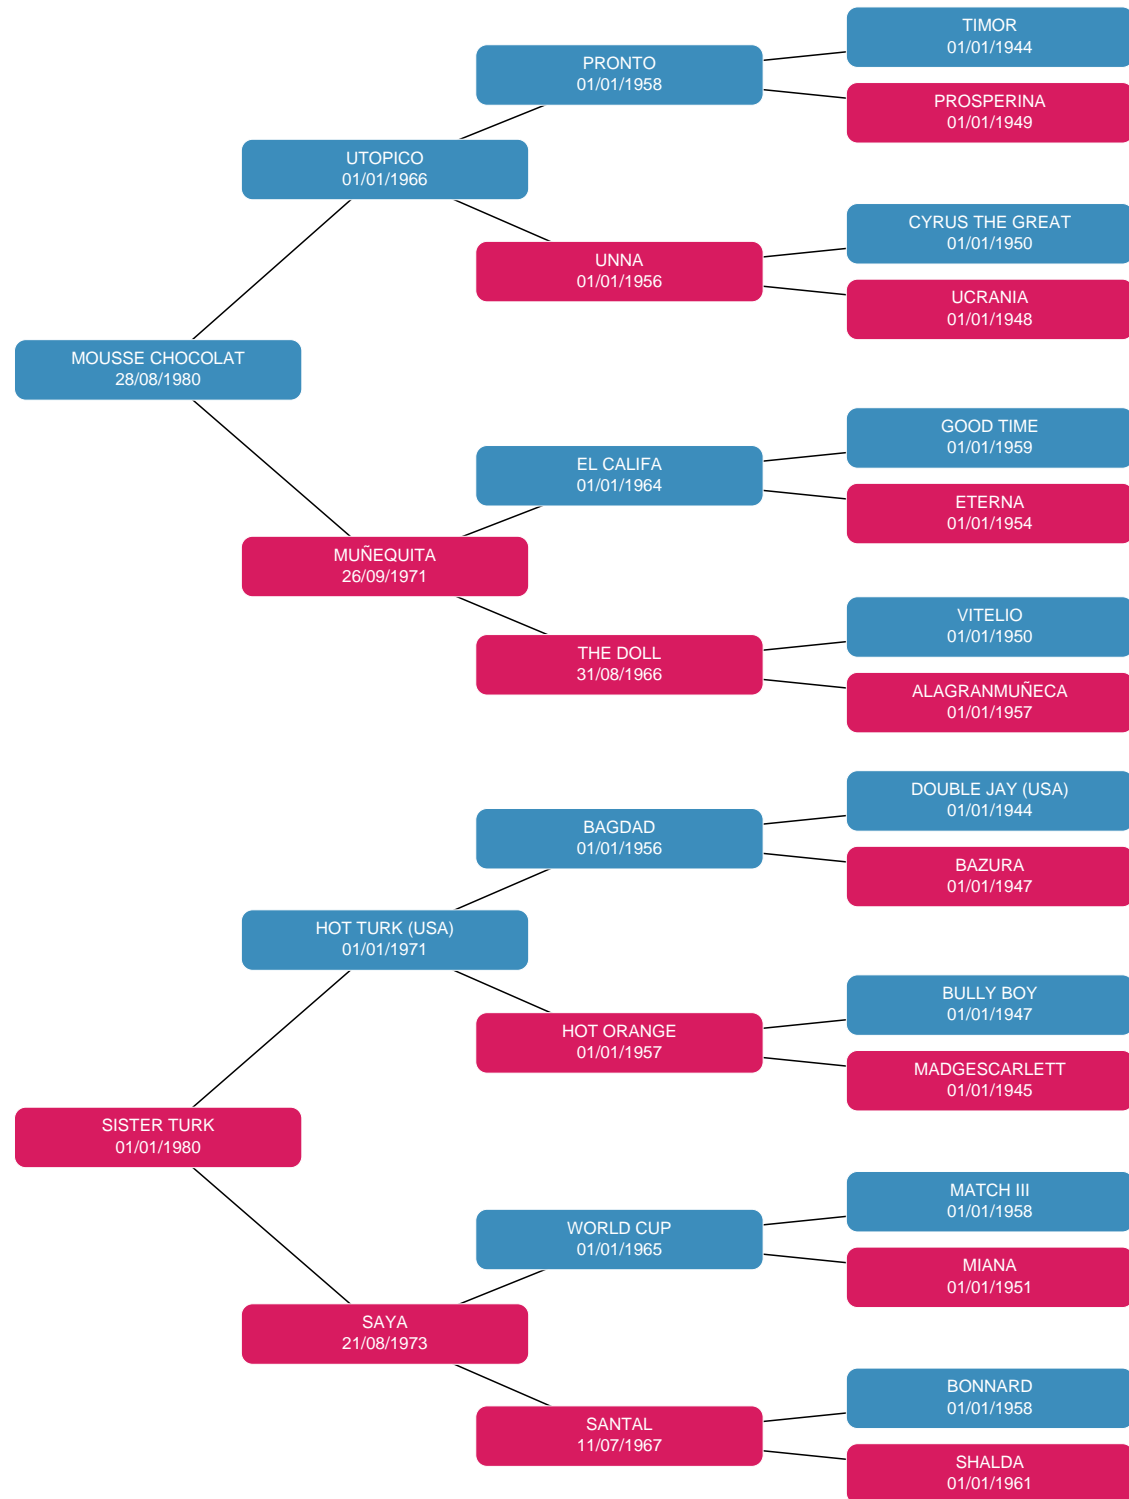 TIMOR
01/01/1944
PRONTO
01/01/1958
PROSPERINA
01/01/1949
UTOPICO
01/01/1966
CYRUS THE GREAT
01/01/1950
UNNA
01/01/1956
UCRANIA
01/01/1948
MOUSSE CHOCOLAT
28/08/1980
GOOD TIME
01/01/1959
EL CALIFA
01/01/1964
ETERNA
01/01/1954
MUÑEQUITA
26/09/1971
VITELIO
01/01/1950
THE DOLL
31/08/1966
ALAGRANMUÑECA
01/01/1957
DOUBLE JAY (USA)
01/01/1944
BAGDAD
01/01/1956
BAZURA
01/01/1947
HOT TURK (USA)
01/01/1971
BULLY BOY
01/01/1947
HOT ORANGE
01/01/1957
MADGESCARLETT
01/01/1945
SISTER TURK
01/01/1980
MATCH III
01/01/1958
WORLD CUP
01/01/1965
MIANA
01/01/1951
SAYA
21/08/1973
BONNARD
01/01/1958
SANTAL
11/07/1967
SHALDA
01/01/1961